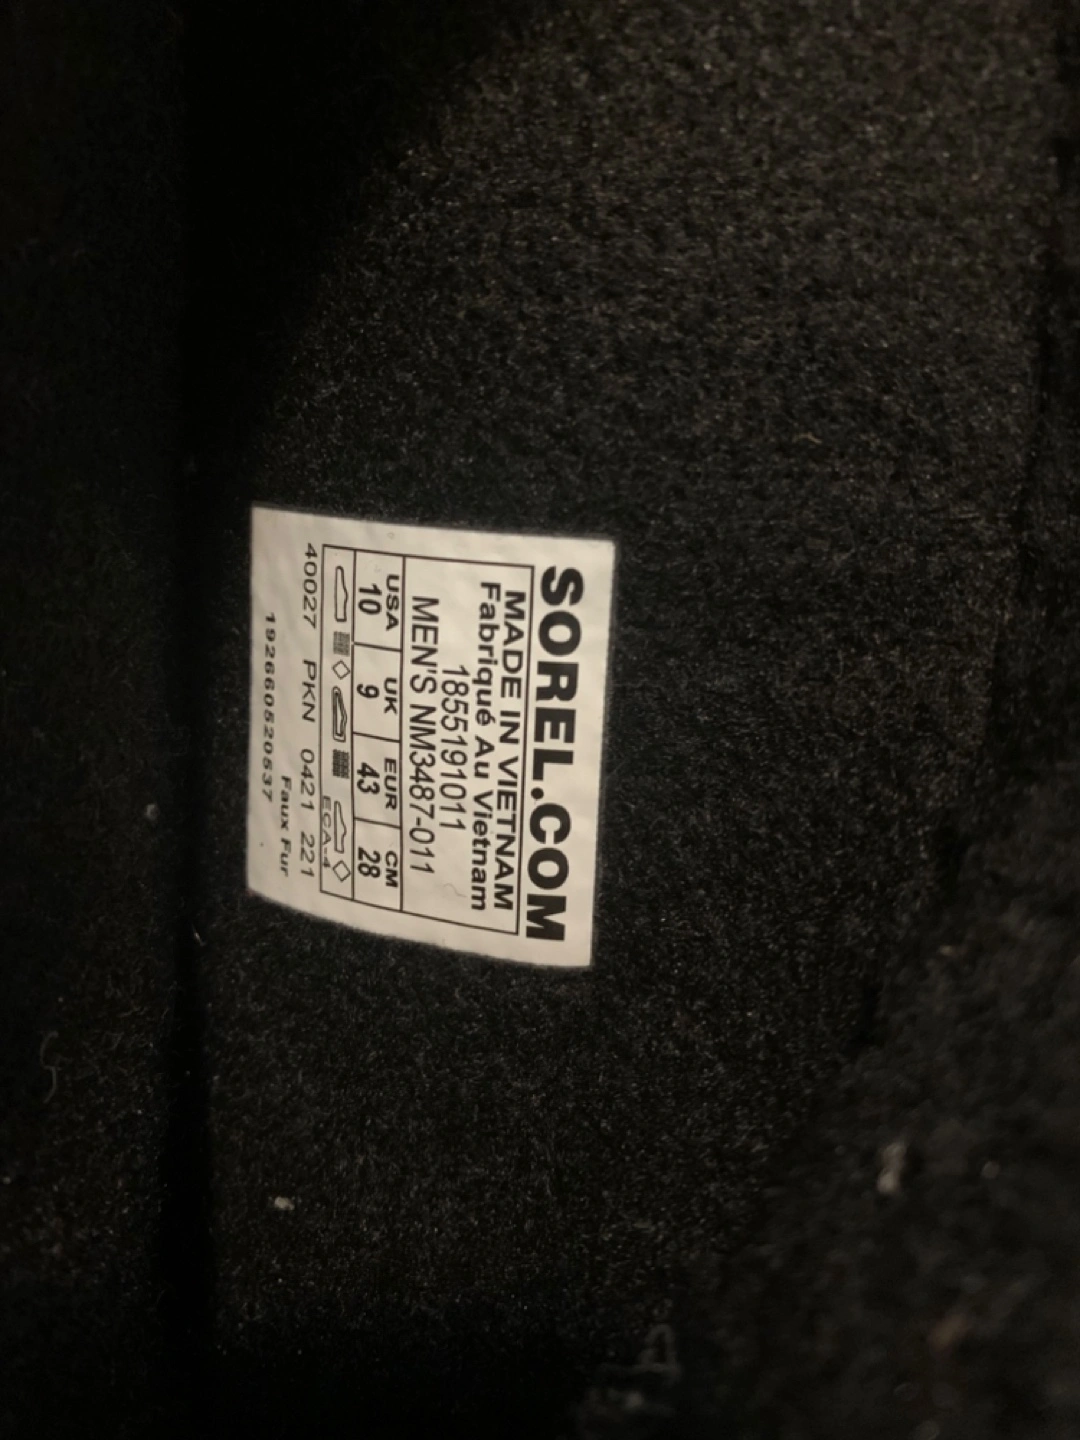 SOREL.COM
MADE IN VIETNAM
Fabriqué Au Vietnam
1855191011
MEN'S NM3487-011
USA UK EUR CM
10 9 43 28
ECA-4
40027 PKN 0421 221
Faux Fur
192660520537